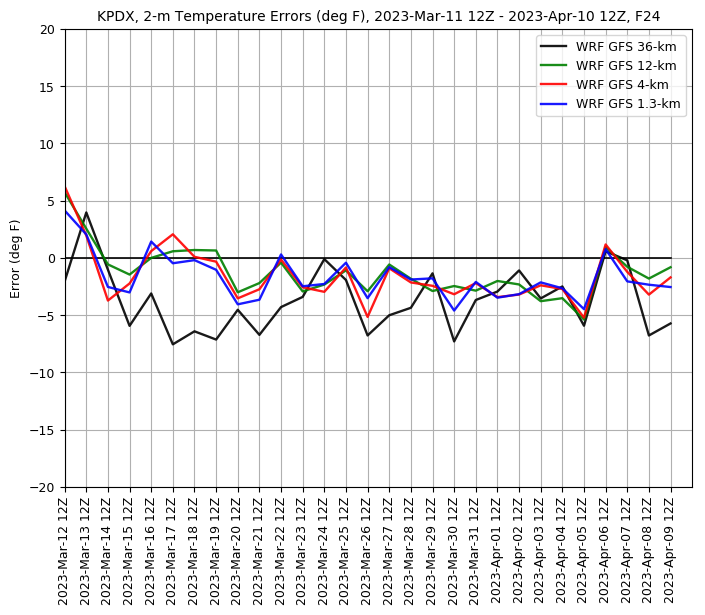 KPDX, 2-m Temperature Errors (deg F), 2023-Mar-11 12Z - 2023-Apr-10 12Z, F24
WRF GFS 36-km
WRF GFS 12-km
WRF GFS 4-km
WRF GFS 1.3-km
Error (deg F)
20
15
10
5
0
−5
−10
−15
−20
2023-Mar-12 12Z
2023-Mar-13 12Z
2023-Mar-14 12Z
2023-Mar-15 12Z
2023-Mar-16 12Z
2023-Mar-17 12Z
2023-Mar-18 12Z
2023-Mar-19 12Z
2023-Mar-20 12Z
2023-Mar-21 12Z
2023-Mar-22 12Z
2023-Mar-23 12Z
2023-Mar-24 12Z
2023-Mar-25 12Z
2023-Mar-26 12Z
2023-Mar-27 12Z
2023-Mar-28 12Z
2023-Mar-29 12Z
2023-Mar-30 12Z
2023-Mar-31 12Z
2023-Apr-01 12Z
2023-Apr-02 12Z
2023-Apr-03 12Z
2023-Apr-04 12Z
2023-Apr-05 12Z
2023-Apr-06 12Z
2023-Apr-07 12Z
2023-Apr-08 12Z
2023-Apr-09 12Z